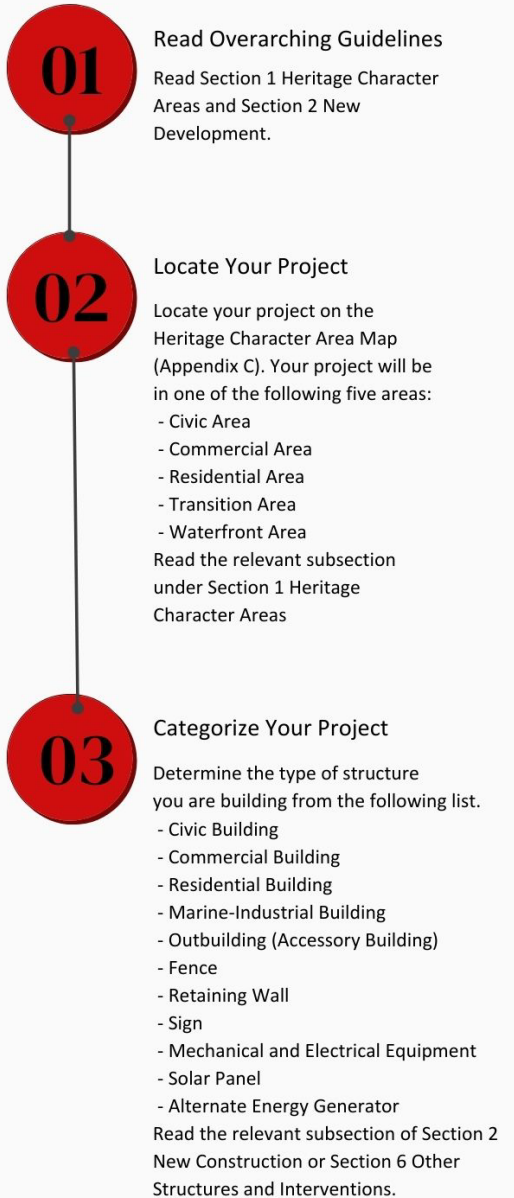 01
Read Overarching Guidelines
Read Section 1 Heritage Character
Areas and Section 2 New
Development.
02
Locate Your Project
Locate your project on the
Heritage Character Area Map
(Appendix C). Your project will be
in one of the following five areas:
- Civic Area
- Commercial Area
- Residential Area
- Transition Area
- Waterfront Area
Read the relevant subsection
under Section 1 Heritage
Character Areas
03
Categorize Your Project
Determine the type of structure
you are building from the following list.
- Civic Building
- Commercial Building
- Residential Building
- Marine-Industrial Building
- Outbuilding (Accessory Building)
- Fence
- Retaining Wall
- Sign
- Mechanical and Electrical Equipment
- Solar Panel
- Alternate Energy Generator
Read the relevant subsection of Section 2
New Construction or Section 6 Other
Structures and Interventions.